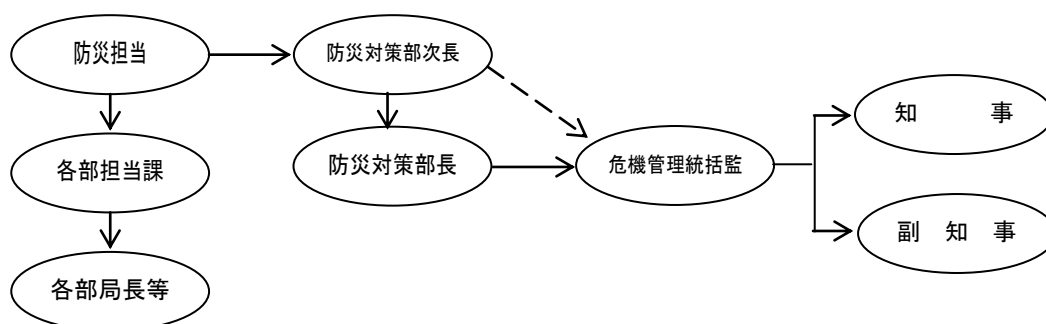 防災担当
防災対策部次長
知　　事
各部担当課
防災対策部長
危機管理統括監
副　知　事
各部局長等